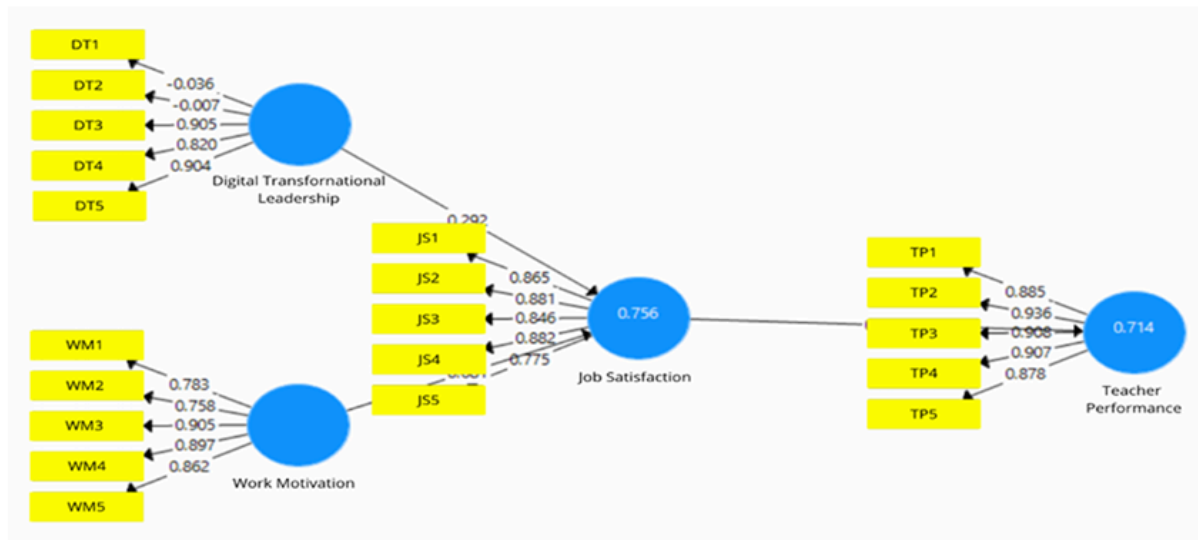 DT1
DT2
DT3
DT4
DT5
-0.036
-0.007
0.905
0.820
0.904
Digital Transfornational
Leadership
0.292
JS1
JS2
JS3
JS4
JS5
0.865
0.881
0.846
0.882
0.775
0.756
Job Satisfaction
WM1
WM2
WM3
WM4
WM5
0.783
0.758
0.905
0.897
0.862
Work Motivation
TP1
TP2
TP3
TP4
TP5
0.885
0.936
0.908
0.907
0.878
0.714
Teacher
Performance